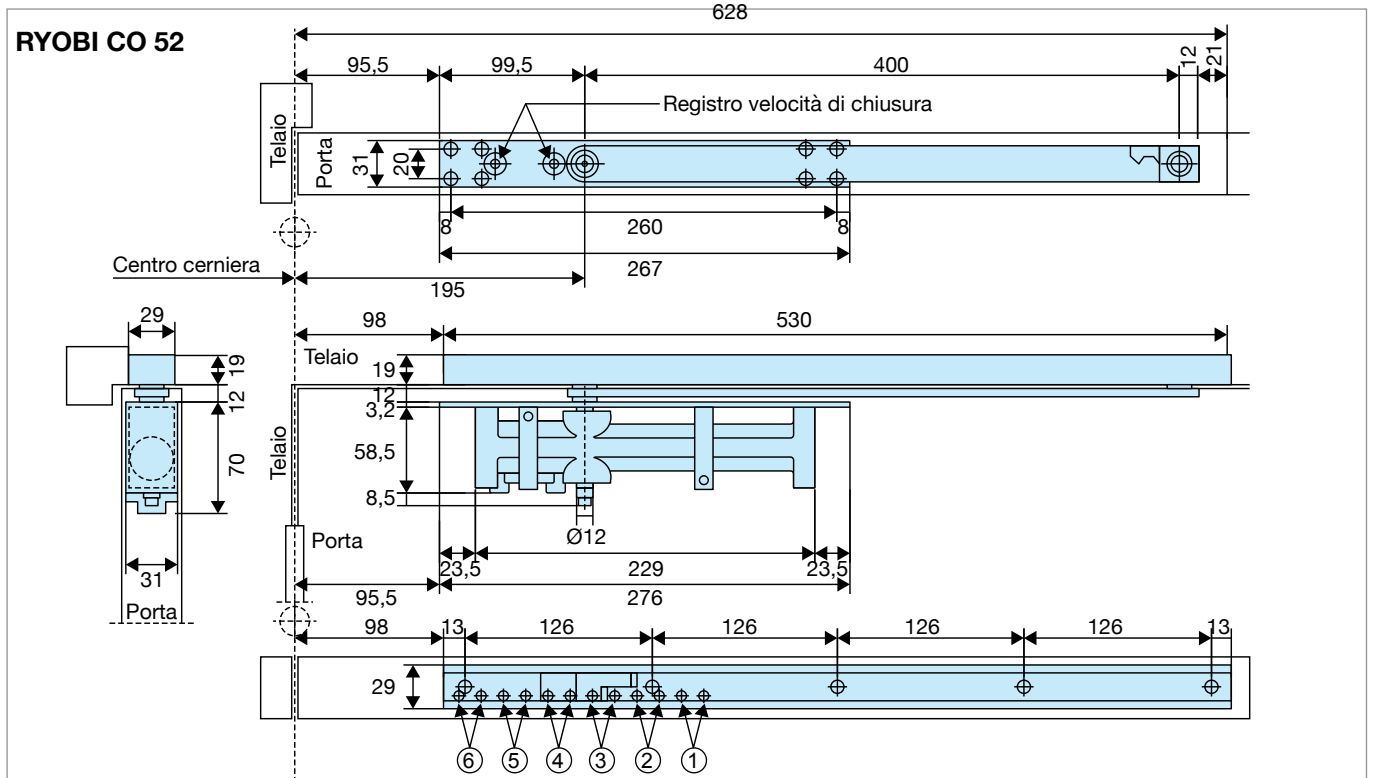 628
RYOBI CO 52
95,5 99,5 400 12 21
Registro velocità di chiusura
Telaio
Porta
31
20
8 260 8
267
Centro cerniera
195
29
98 530
Telaio
19
19
12
12
3,2
70
58,5
8,5
Telaio
Ø12
Porta
31
23,5 229 23,5
95,5 276
Porta
98 13 126 126 126 126 13
29
6 5 4 3 2 1